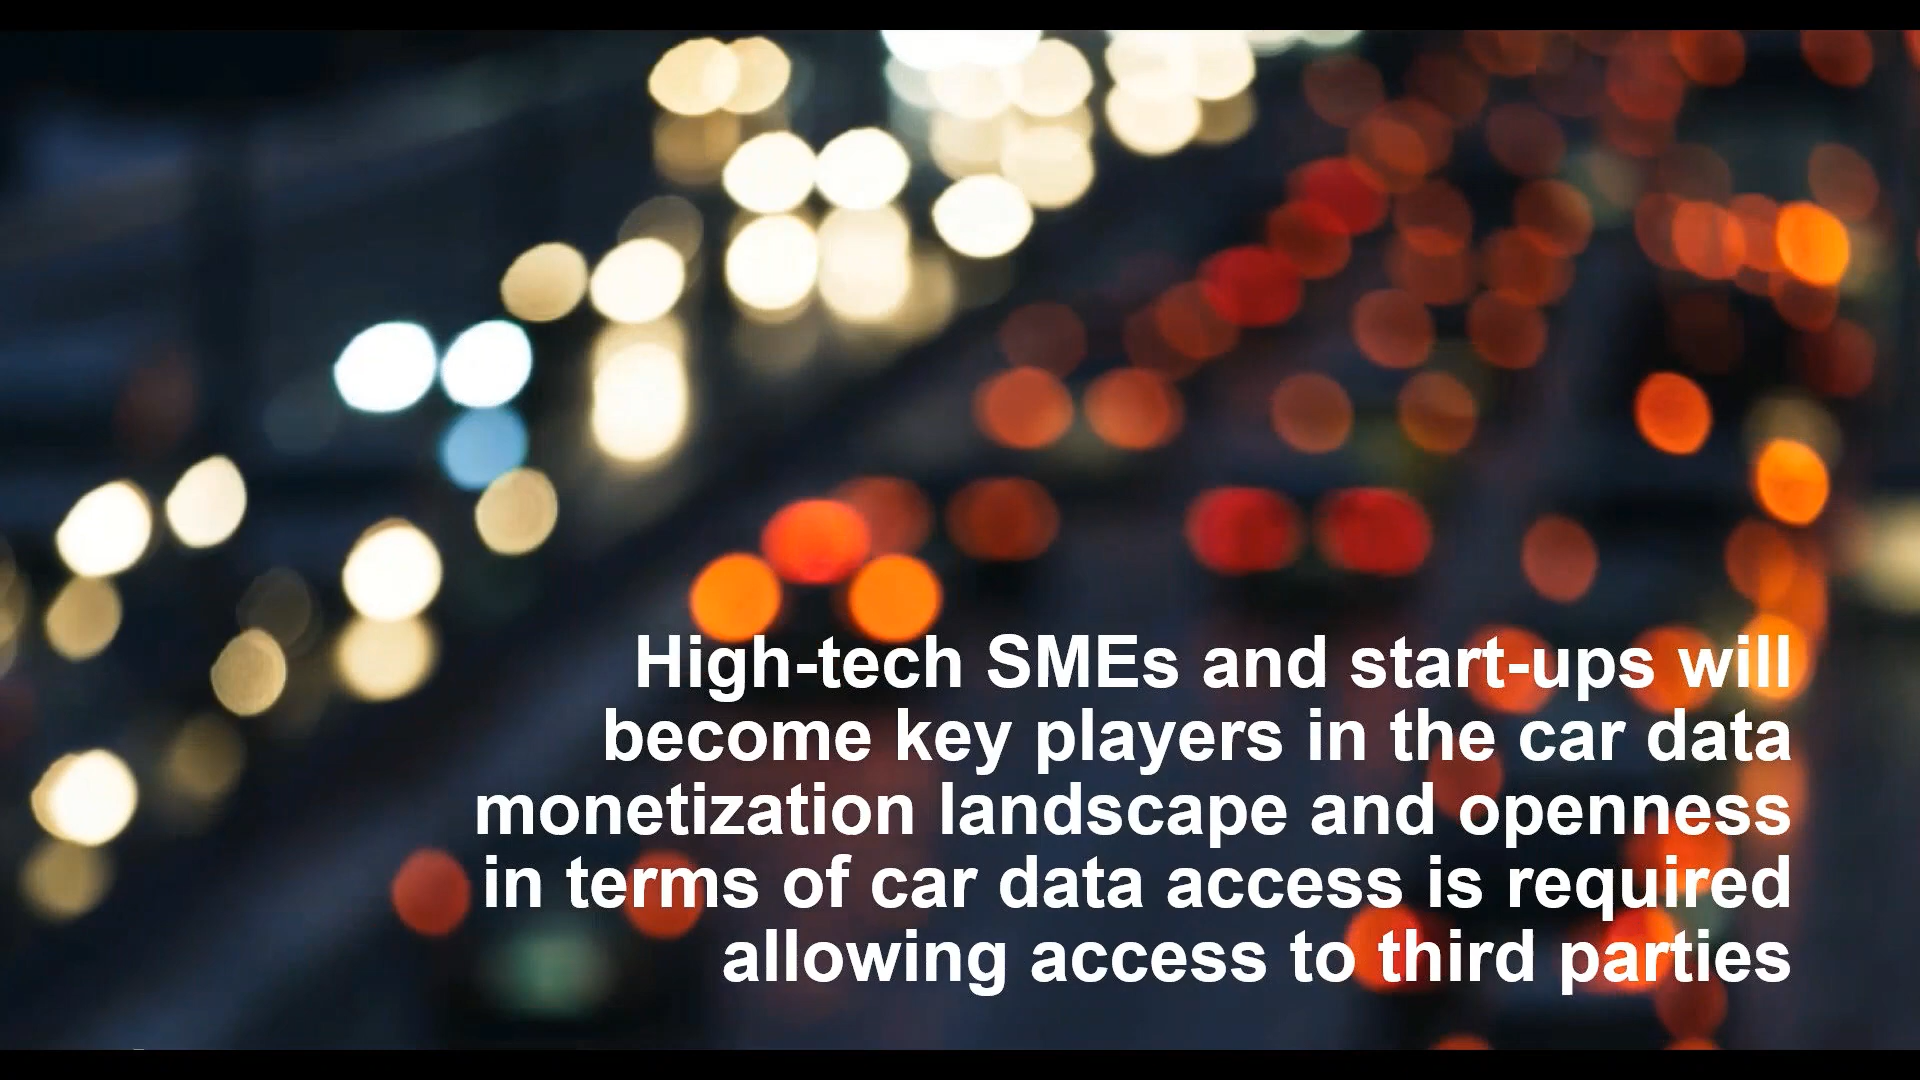 High-tech SMEs and start-ups will
become key players in the car data
monetization landscape and openness
in terms of car data access is required
allowing access to third parties